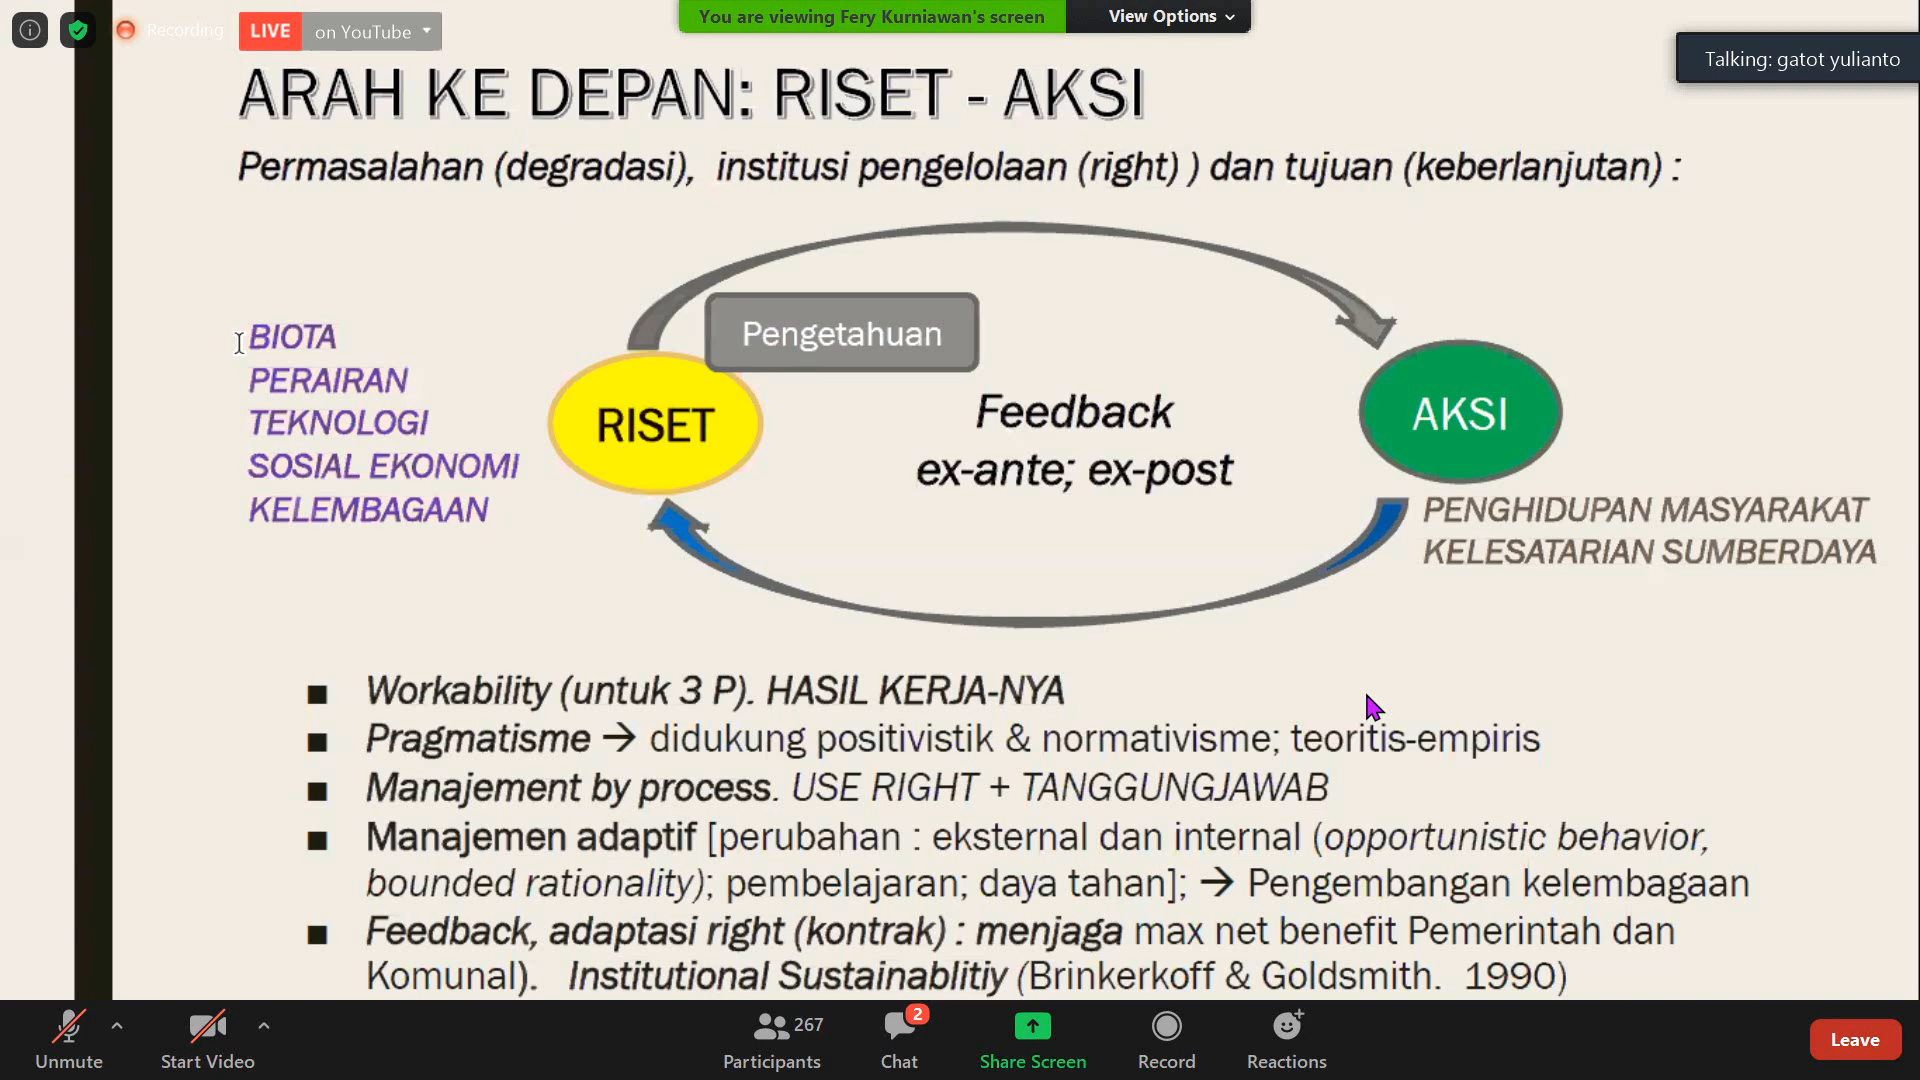 You are viewing Fery Kurniawan's screen
View Options
Recording
LIVE on YouTube
Talking: gatot yulianto
ARAH KE DEPAN: RISET - AKSI
Permasalahan (degradasi), institusi pengelolaan (right) ) dan tujuan (keberlanjutan) :
Pengetahuan
BIOTA
PERAIRAN
TEKNOLOGI
SOSIAL EKONOMI
KELEMBAGAAN
RISET
Feedback
ex-ante; ex-post
AKSI
PENGHIDUPAN MASYARAKAT
KELESATARIAN SUMBERDAYA
■ Workability (untuk 3 P). HASIL KERJA-NYA
■ Pragmatisme → didukung positivistik & normativisme; teoritis-empiris
■ Manajement by process. USE RIGHT + TANGGUNGJAWAB
■ Manajemen adaptif [perubahan : eksternal dan internal (opportunistic behavior,
bounded rationality); pembelajaran; daya tahan]; → Pengembangan kelembagaan
■ Feedback, adaptasi right (kontrak) : menjaga max net benefit Pemerintah dan
Komunal). Institutional Sustainablitiy (Brinkerkoff & Goldsmith. 1990)
Unmute
Start Video
267
Participants
2
Chat
Share Screen
Record
Reactions
Leave